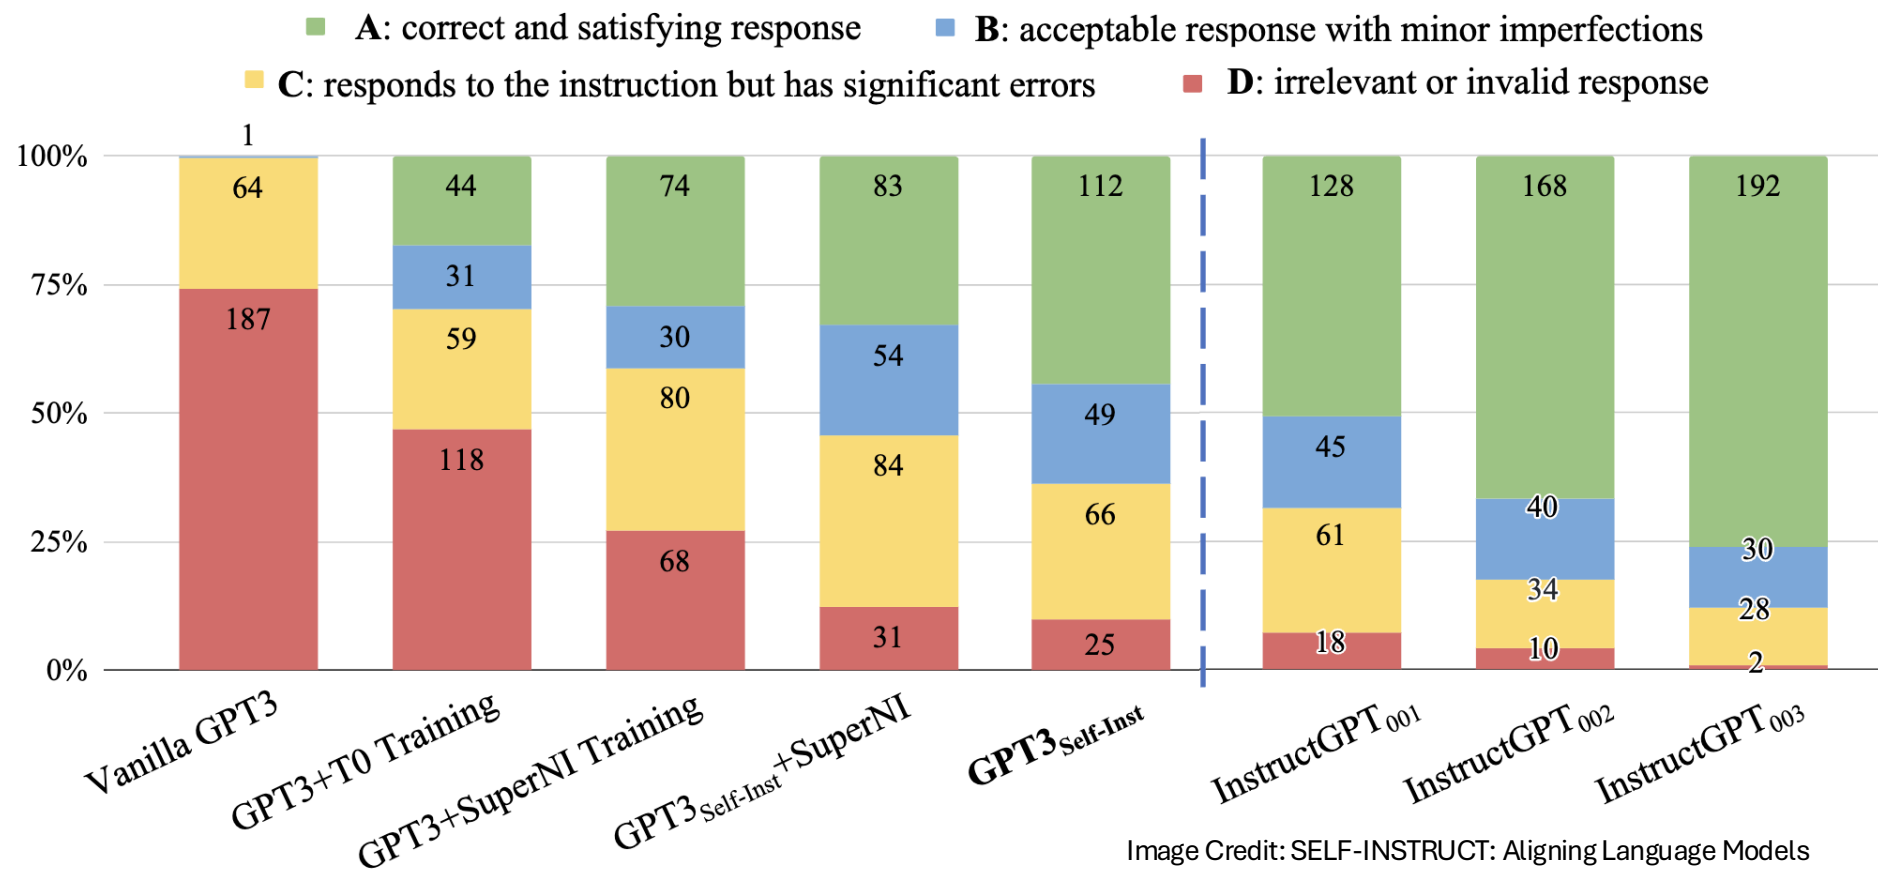 A: correct and satisfying response
B: acceptable response with minor imperfections
C: responds to the instruction but has significant errors
D: irrelevant or invalid response
100%
75%
50%
25%
0%
1
64
187
44
31
59
118
74
30
80
68
83
54
84
31
112
49
66
25
128
45
61
18
168
40
34
10
192
30
28
2
Vanilla GPT3
GPT3+T0 Training
GPT3+SuperNI Training
GPT3Self-Inst+SuperNI
GPT3Self-Inst
InstructGPT001
InstructGPT002
InstructGPT003
Image Credit: SELF-INSTRUCT: Aligning Language Models